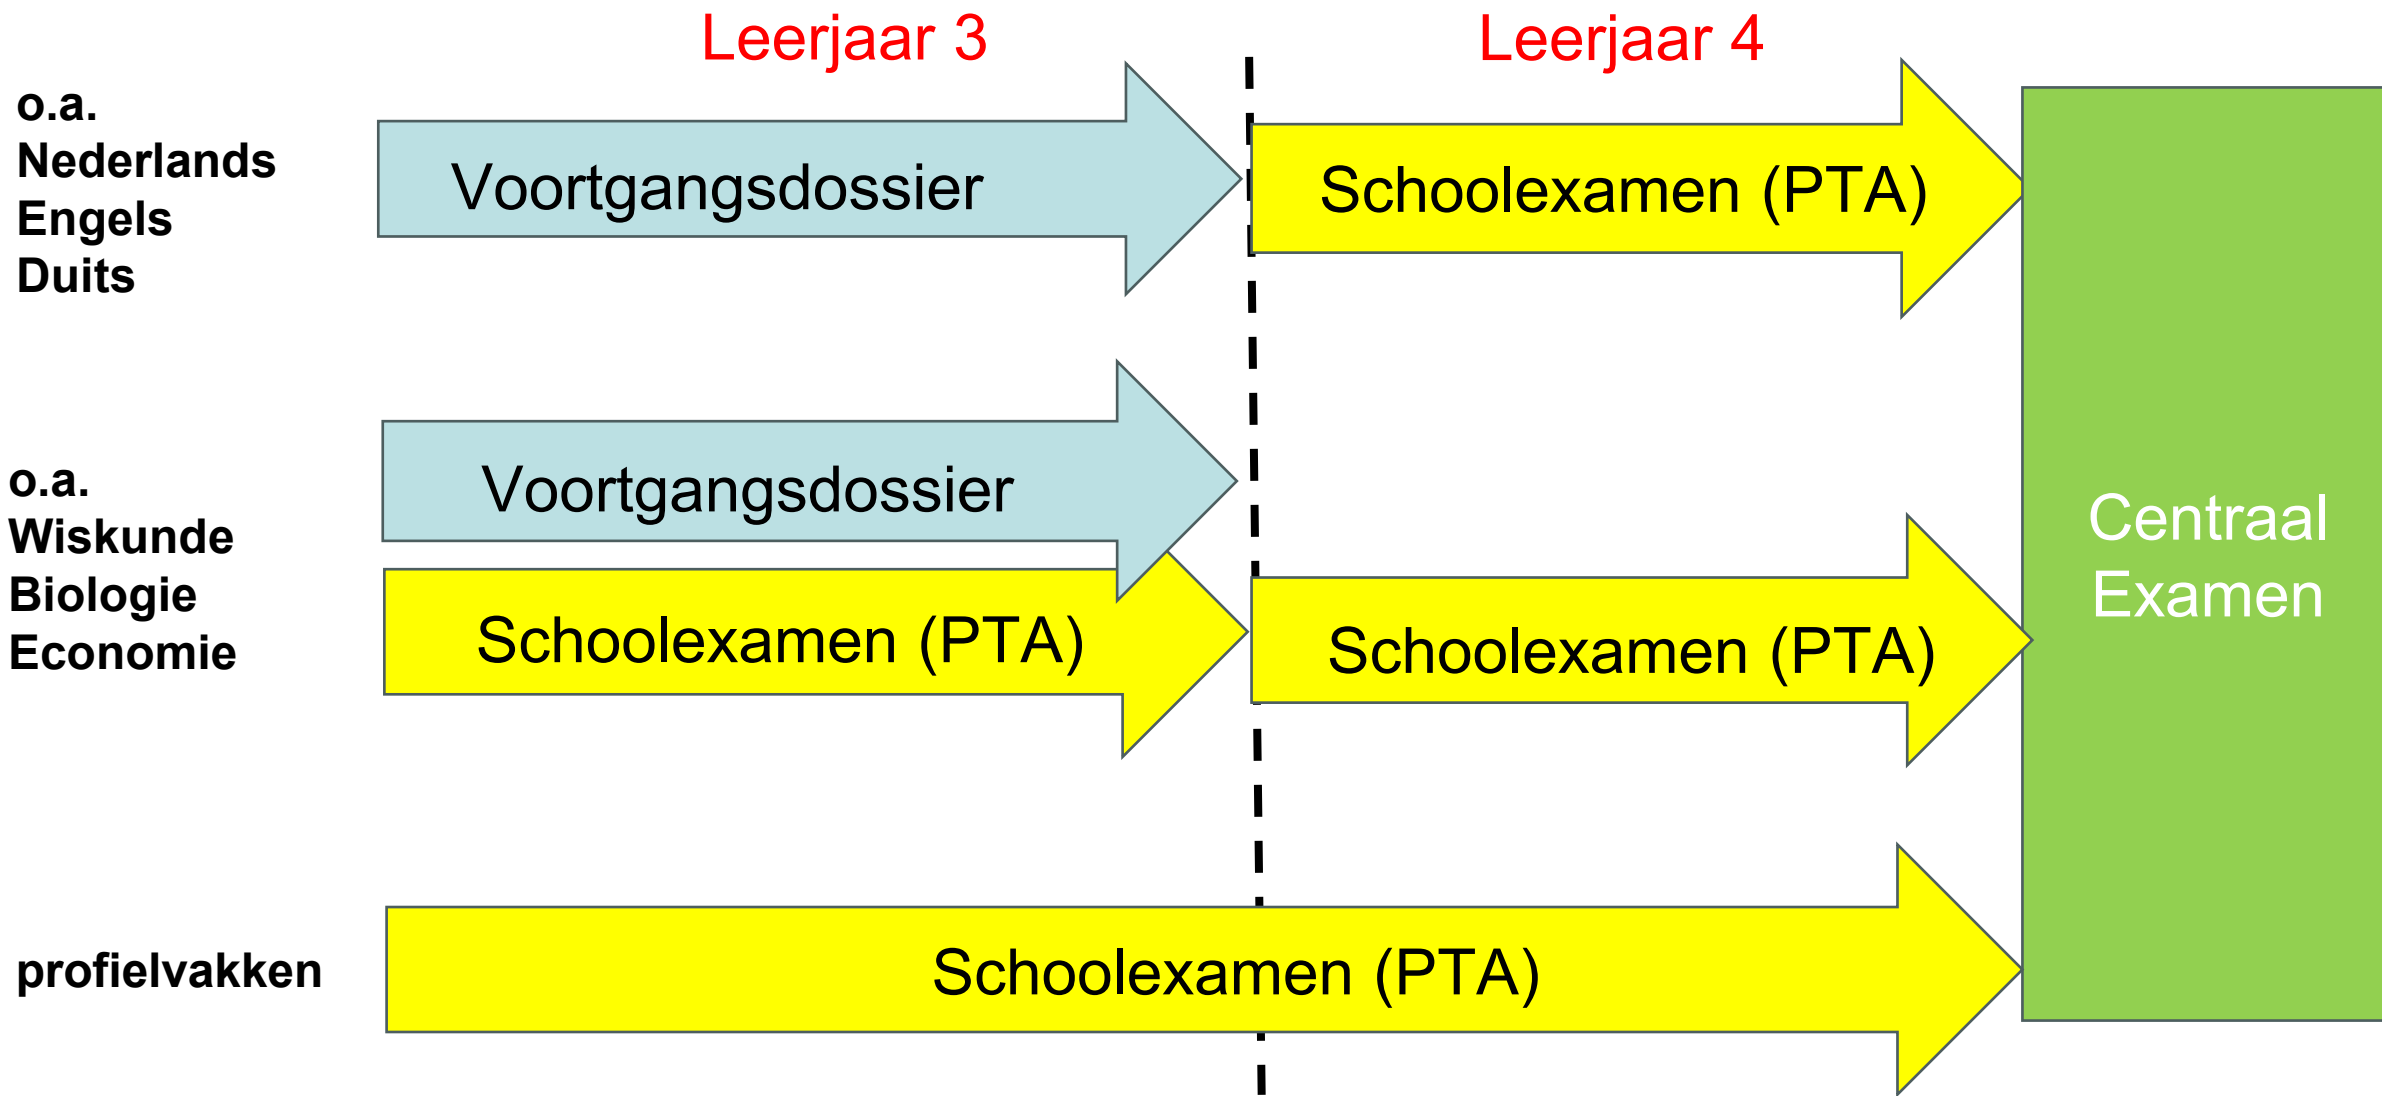 Leerjaar 3
Leerjaar 4
o.a.
Nederlands
Engels
Duits
Voortgangsdossier
Schoolexamen (PTA)
o.a.
Wiskunde
Biologie
Economie
Voortgangsdossier
Schoolexamen (PTA)
Schoolexamen (PTA)
Centraal
Examen
profielvakken
Schoolexamen (PTA)